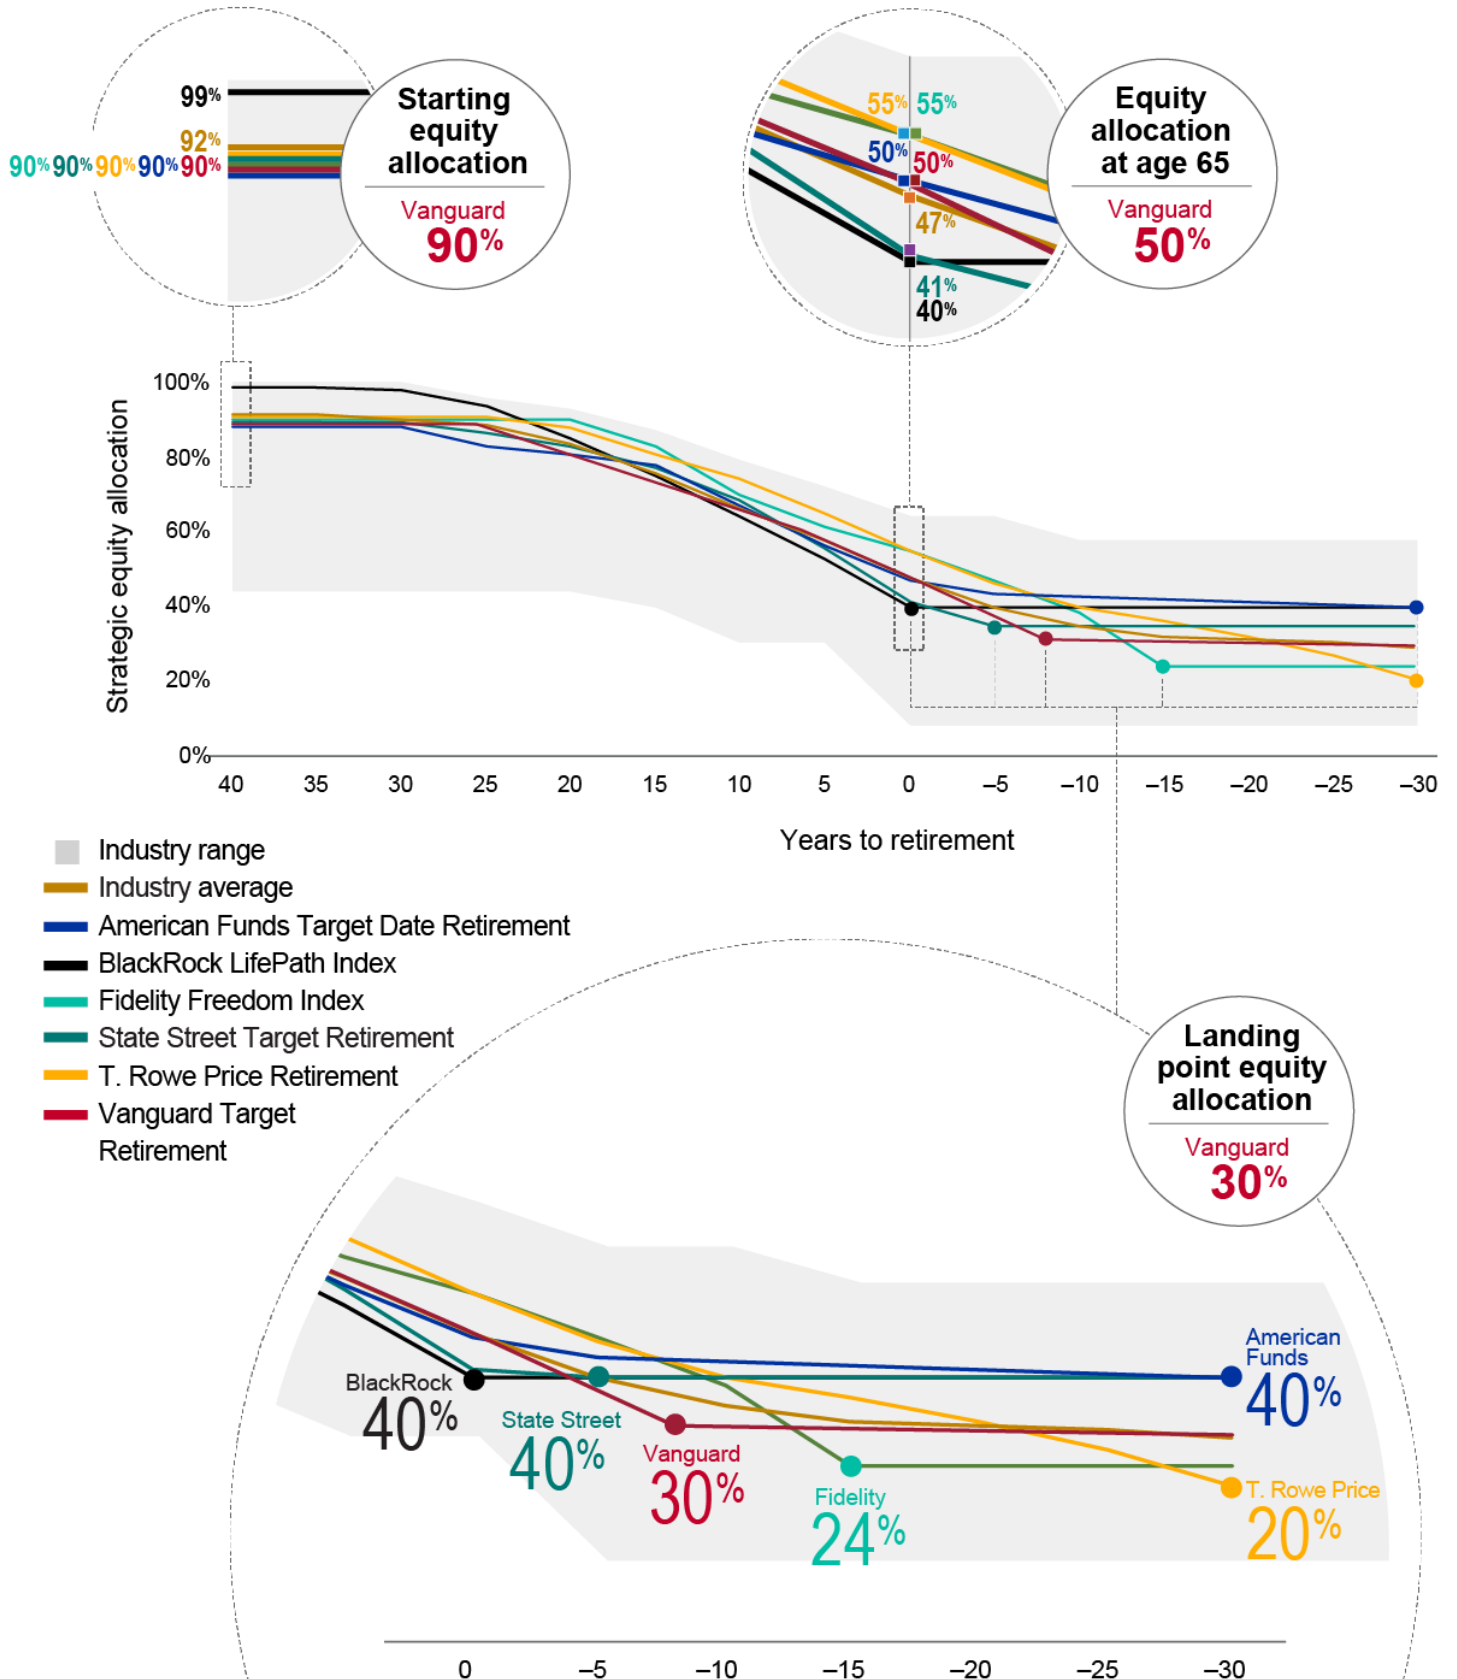 99%
92%
90% 90% 90% 90% 90%
Starting
equity
allocation
Vanguard
90%
55% 55%
50% 50%
47%
41%
40%
Equity
allocation
at age 65
Vanguard
50%
Strategic equity allocation
100%
80%
60%
40%
20%
0%
40 35 30 25 20 15 10 5 0 –5 –10 –15 –20 –25 –30
Years to retirement
Industry range
Industry average
American Funds Target Date Retirement
BlackRock LifePath Index
Fidelity Freedom Index
State Street Target Retirement
T. Rowe Price Retirement
Vanguard Target
Retirement
Landing
point equity
allocation
Vanguard
30%
BlackRock
40%
State Street
40%
Vanguard
30%
Fidelity
24%
American
Funds
40%
T. Rowe Price
20%
0 –5 –10 –15 –20 –25 –30